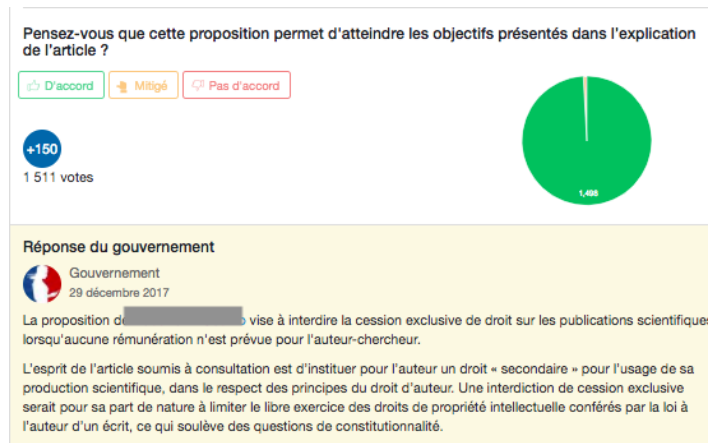 Pensez-vous que cette proposition permet d'atteindre les objectifs présentés dans l'explication
de l'article ?
D'accord
Mitigé
Pas d'accord
+150
1 511 votes
1,498
Réponse du gouvernement
Gouvernement
29 décembre 2017
La proposition d vise à interdire la cession exclusive de droit sur les publications scientifiques
lorsqu'aucune rémunération n'est prévue pour l'auteur-chercheur.
L'esprit de l'article soumis à consultation est d'instituer pour l'auteur un droit « secondaire » pour l'usage de sa
production scientifique, dans le respect des principes du droit d'auteur. Une interdiction de cession exclusive
serait pour sa part de nature à limiter le libre exercice des droits de propriété intellectuelle conférés par la loi à
l'auteur d'un écrit, ce qui soulève des questions de constitutionnalité.